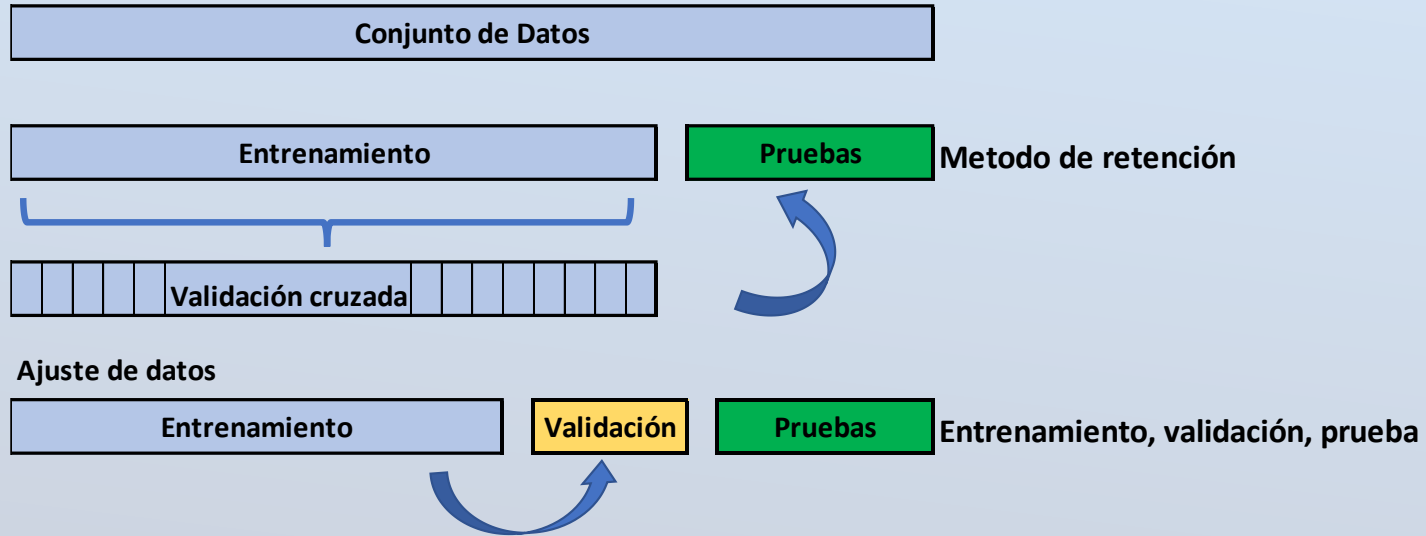 Conjunto de Datos
Entrenamiento
Pruebas
Metodo de retención
Validación cruzada
Ajuste de datos
Entrenamiento
Validación
Pruebas
Entrenamiento, validación, prueba